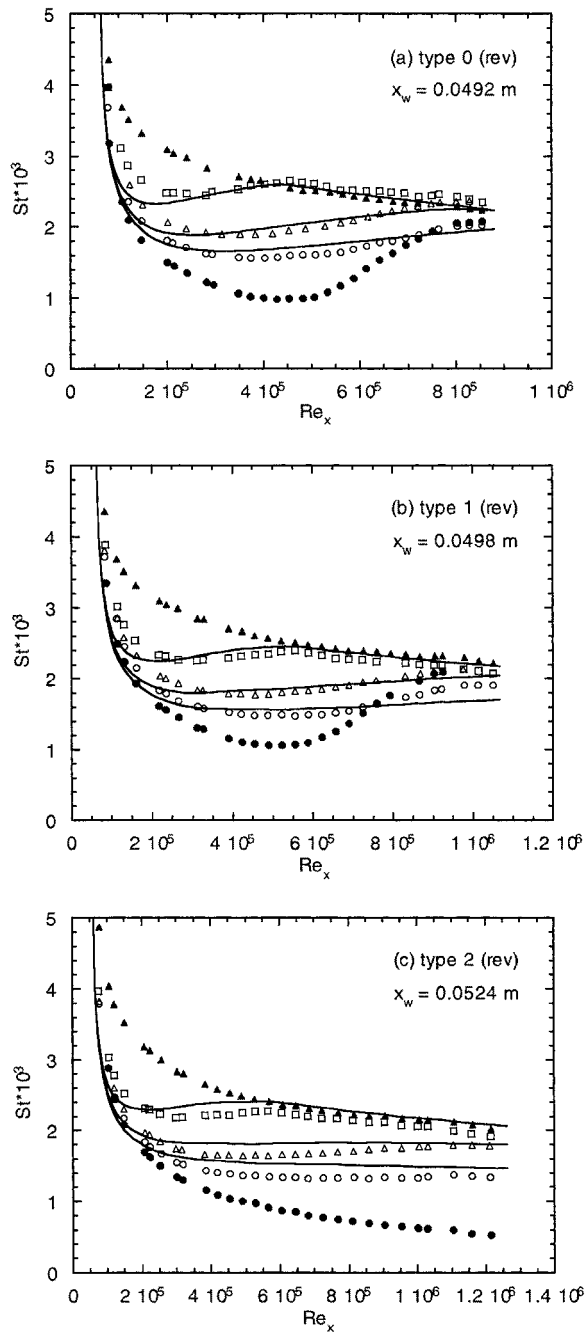 5
(a) type 0 (rev)
x_w = 0.0492 m
4
3
St*10³
2
1
0
0 2 10⁵ 4 10⁵ 6 10⁵ 8 10⁵ 1 10⁶
Re_x
5
(b) type 1 (rev)
x_w = 0.0498 m
4
3
St*10³
2
1
0
0 2 10⁵ 4 10⁵ 6 10⁵ 8 10⁵ 1 10⁶ 1.2 10⁶
Re_x
5
(c) type 2 (rev)
x_w = 0.0524 m
4
3
St*10³
2
1
0
0 2 10⁵ 4 10⁵ 6 10⁵ 8 10⁵ 1 10⁶ 1.2 10⁶ 1.4 10⁶
Re_x